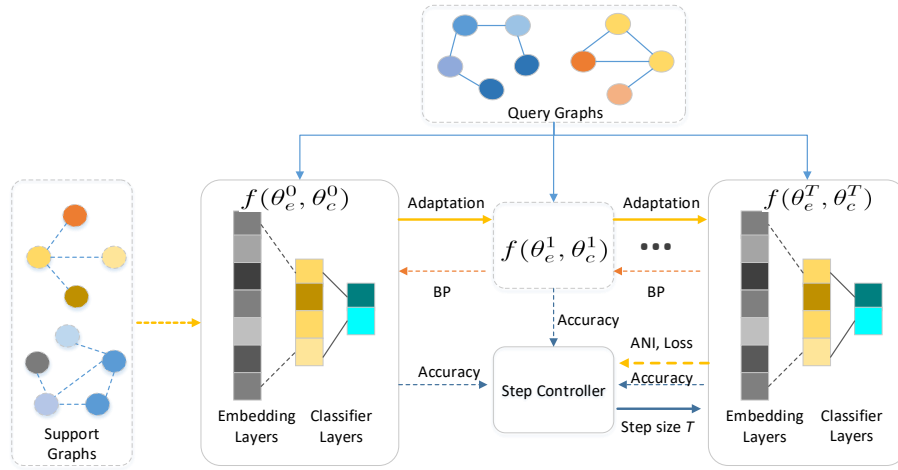 Query Graphs
f(θ_e^0, θ_c^0)
Adaptation
Adaptation
f(θ_e^T, θ_c^T)
f(θ_e^1, θ_c^1)
...
BP
BP
Accuracy
ANI, Loss
Accuracy
Step Controller
Accuracy
Step size T
Embedding
Layers
Classifier
Layers
Embedding
Layers
Classifier
Layers
Support
Graphs